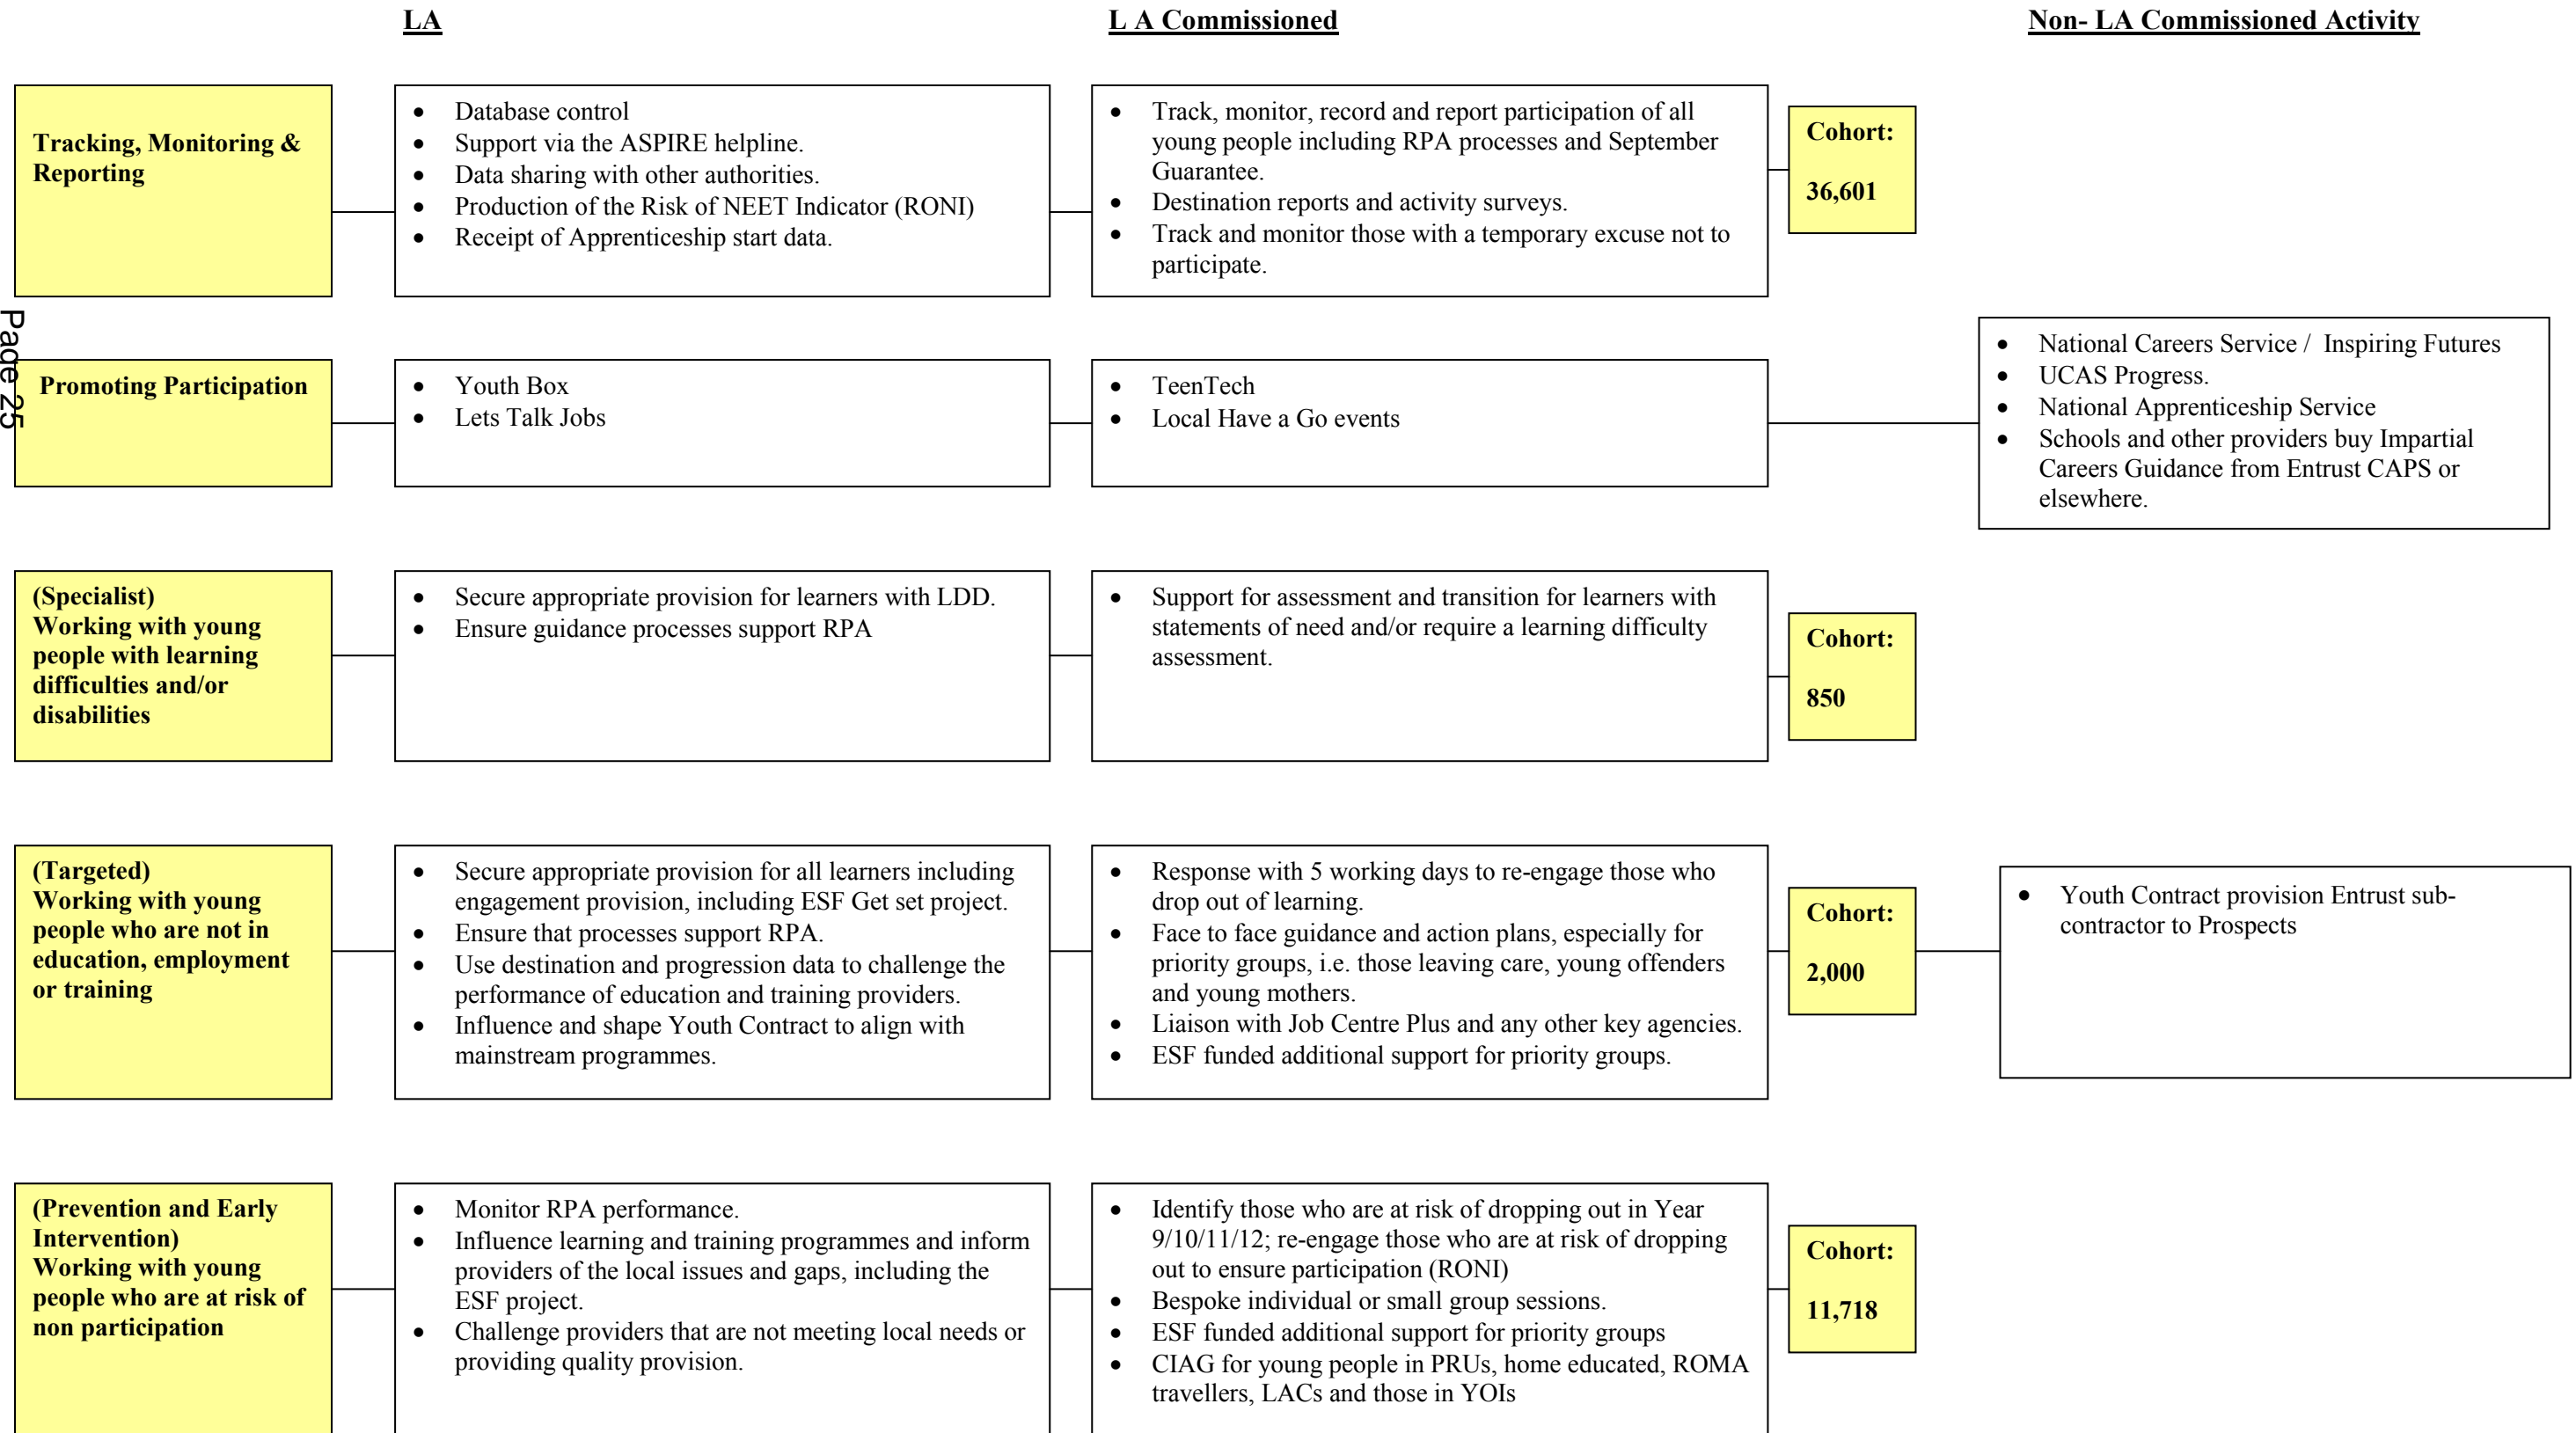 LA
L A Commissioned
Non- LA Commissioned Activity
Tracking, Monitoring &
Reporting
• Database control
• Support via the ASPIRE helpline.
• Data sharing with other authorities.
• Production of the Risk of NEET Indicator (RONI)
• Receipt of Apprenticeship start data.
• Track, monitor, record and report participation of all
young people including RPA processes and September
Guarantee.
• Destination reports and activity surveys.
• Track and monitor those with a temporary excuse not to
participate.
Cohort:
36,601
Page 25
Promoting Participation
• Youth Box
• Lets Talk Jobs
• TeenTech
• Local Have a Go events
• National Careers Service / Inspiring Futures
• UCAS Progress.
• National Apprenticeship Service
• Schools and other providers buy Impartial
Careers Guidance from Entrust CAPS or
elsewhere.
(Specialist)
Working with young
people with learning
difficulties and/or
disabilities
• Secure appropriate provision for learners with LDD.
• Ensure guidance processes support RPA
• Support for assessment and transition for learners with
statements of need and/or require a learning difficulty
assessment.
Cohort:
850
(Targeted)
Working with young
people who are not in
education, employment
or training
• Secure appropriate provision for all learners including
engagement provision, including ESF Get set project.
• Ensure that processes support RPA.
• Use destination and progression data to challenge the
performance of education and training providers.
• Influence and shape Youth Contract to align with
mainstream programmes.
• Response with 5 working days to re-engage those who
drop out of learning.
• Face to face guidance and action plans, especially for
priority groups, i.e. those leaving care, young offenders
and young mothers.
• Liaison with Job Centre Plus and any other key agencies.
• ESF funded additional support for priority groups.
Cohort:
2,000
• Youth Contract provision Entrust sub-
contractor to Prospects
(Prevention and Early
Intervention)
Working with young
people who are at risk of
non participation
• Monitor RPA performance.
• Influence learning and training programmes and inform
providers of the local issues and gaps, including the
ESF project.
• Challenge providers that are not meeting local needs or
providing quality provision.
• Identify those who are at risk of dropping out in Year
9/10/11/12; re-engage those who are at risk of dropping
out to ensure participation (RONI)
• Bespoke individual or small group sessions.
• ESF funded additional support for priority groups
• CIAG for young people in PRUs, home educated, ROMA
travellers, LACs and those in YOIs
Cohort:
11,718